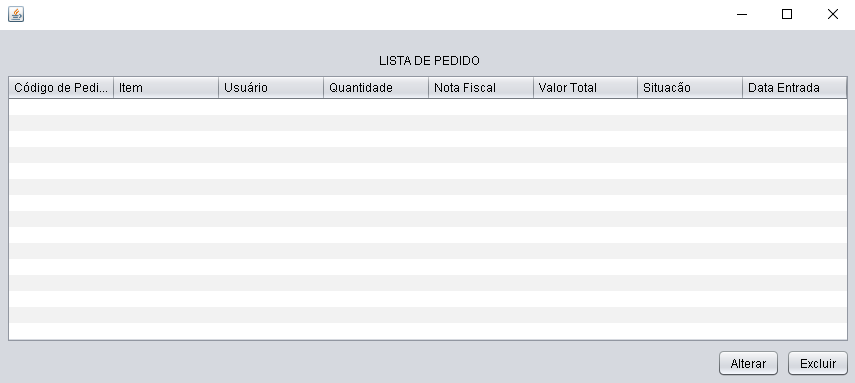 LISTA DE PEDIDO
Código de Pedi... Item Usuário Quantidade Nota Fiscal Valor Total Situacão Data Entrada
Alterar Excluir